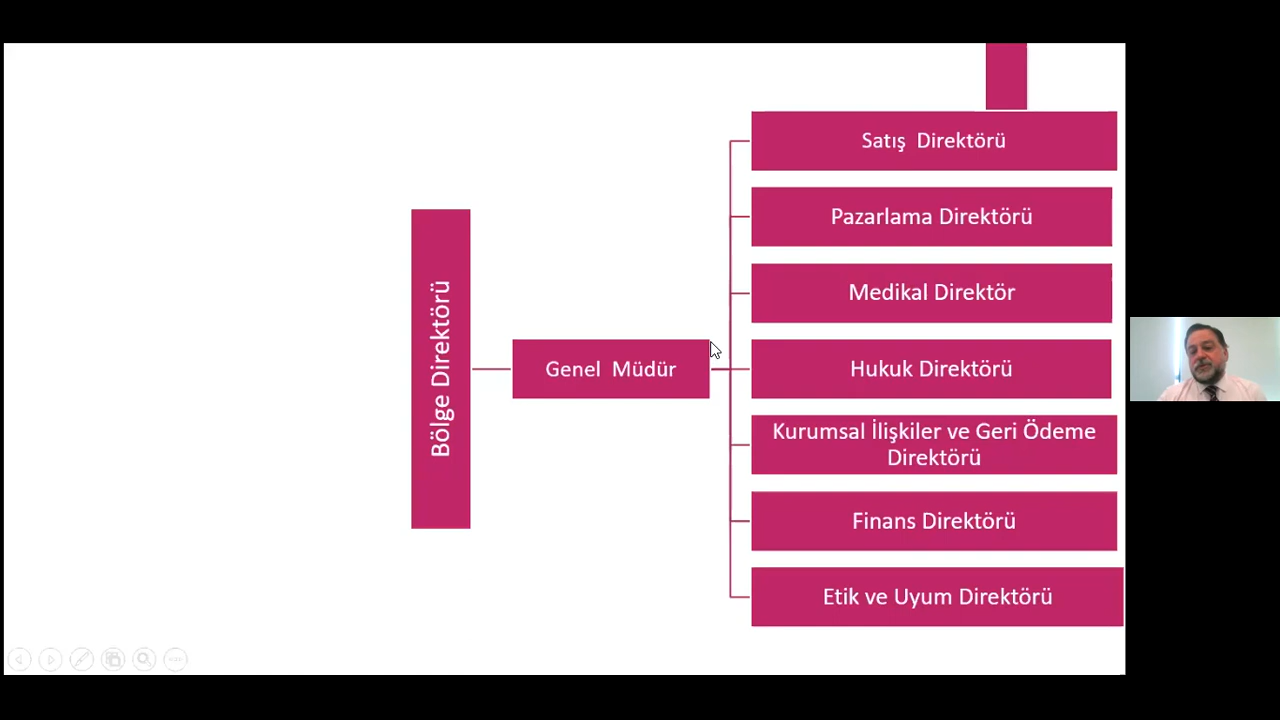 Bölge Direktörü
Genel Müdür
Satış Direktörü
Pazarlama Direktörü
Medikal Direktör
Hukuk Direktörü
Kurumsal İlişkiler ve Geri Ödeme
Direktörü
Finans Direktörü
Etik ve Uyum Direktörü